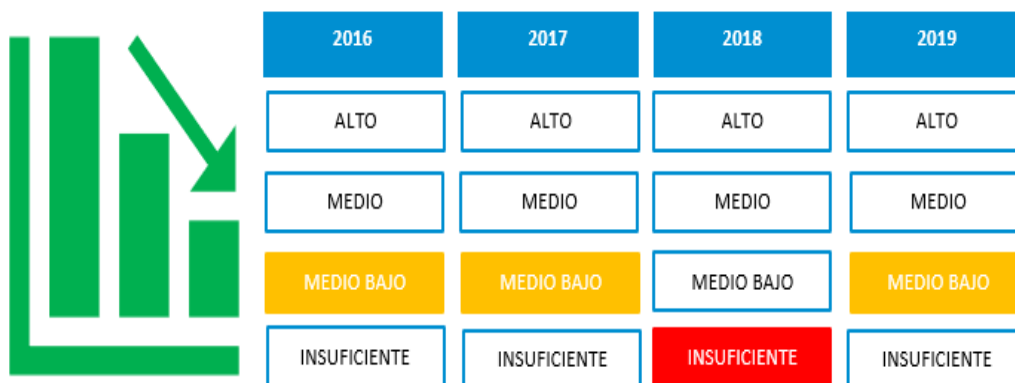 2016 2017 2018 2019
ALTO ALTO ALTO ALTO
MEDIO MEDIO MEDIO MEDIO
MEDIO BAJO MEDIO BAJO MEDIO BAJO MEDIO BAJO
INSUFICIENTE INSUFICIENTE INSUFICIENTE INSUFICIENTE